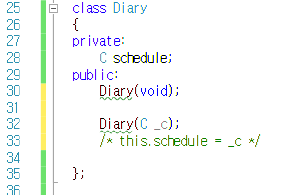 25 class Diary
26 {
27 private:
28 C schedule;
29 public:
30 Diary(void);
31
32 Diary(C _c);
33 /* this.schedule = _c */
34
35 };
36